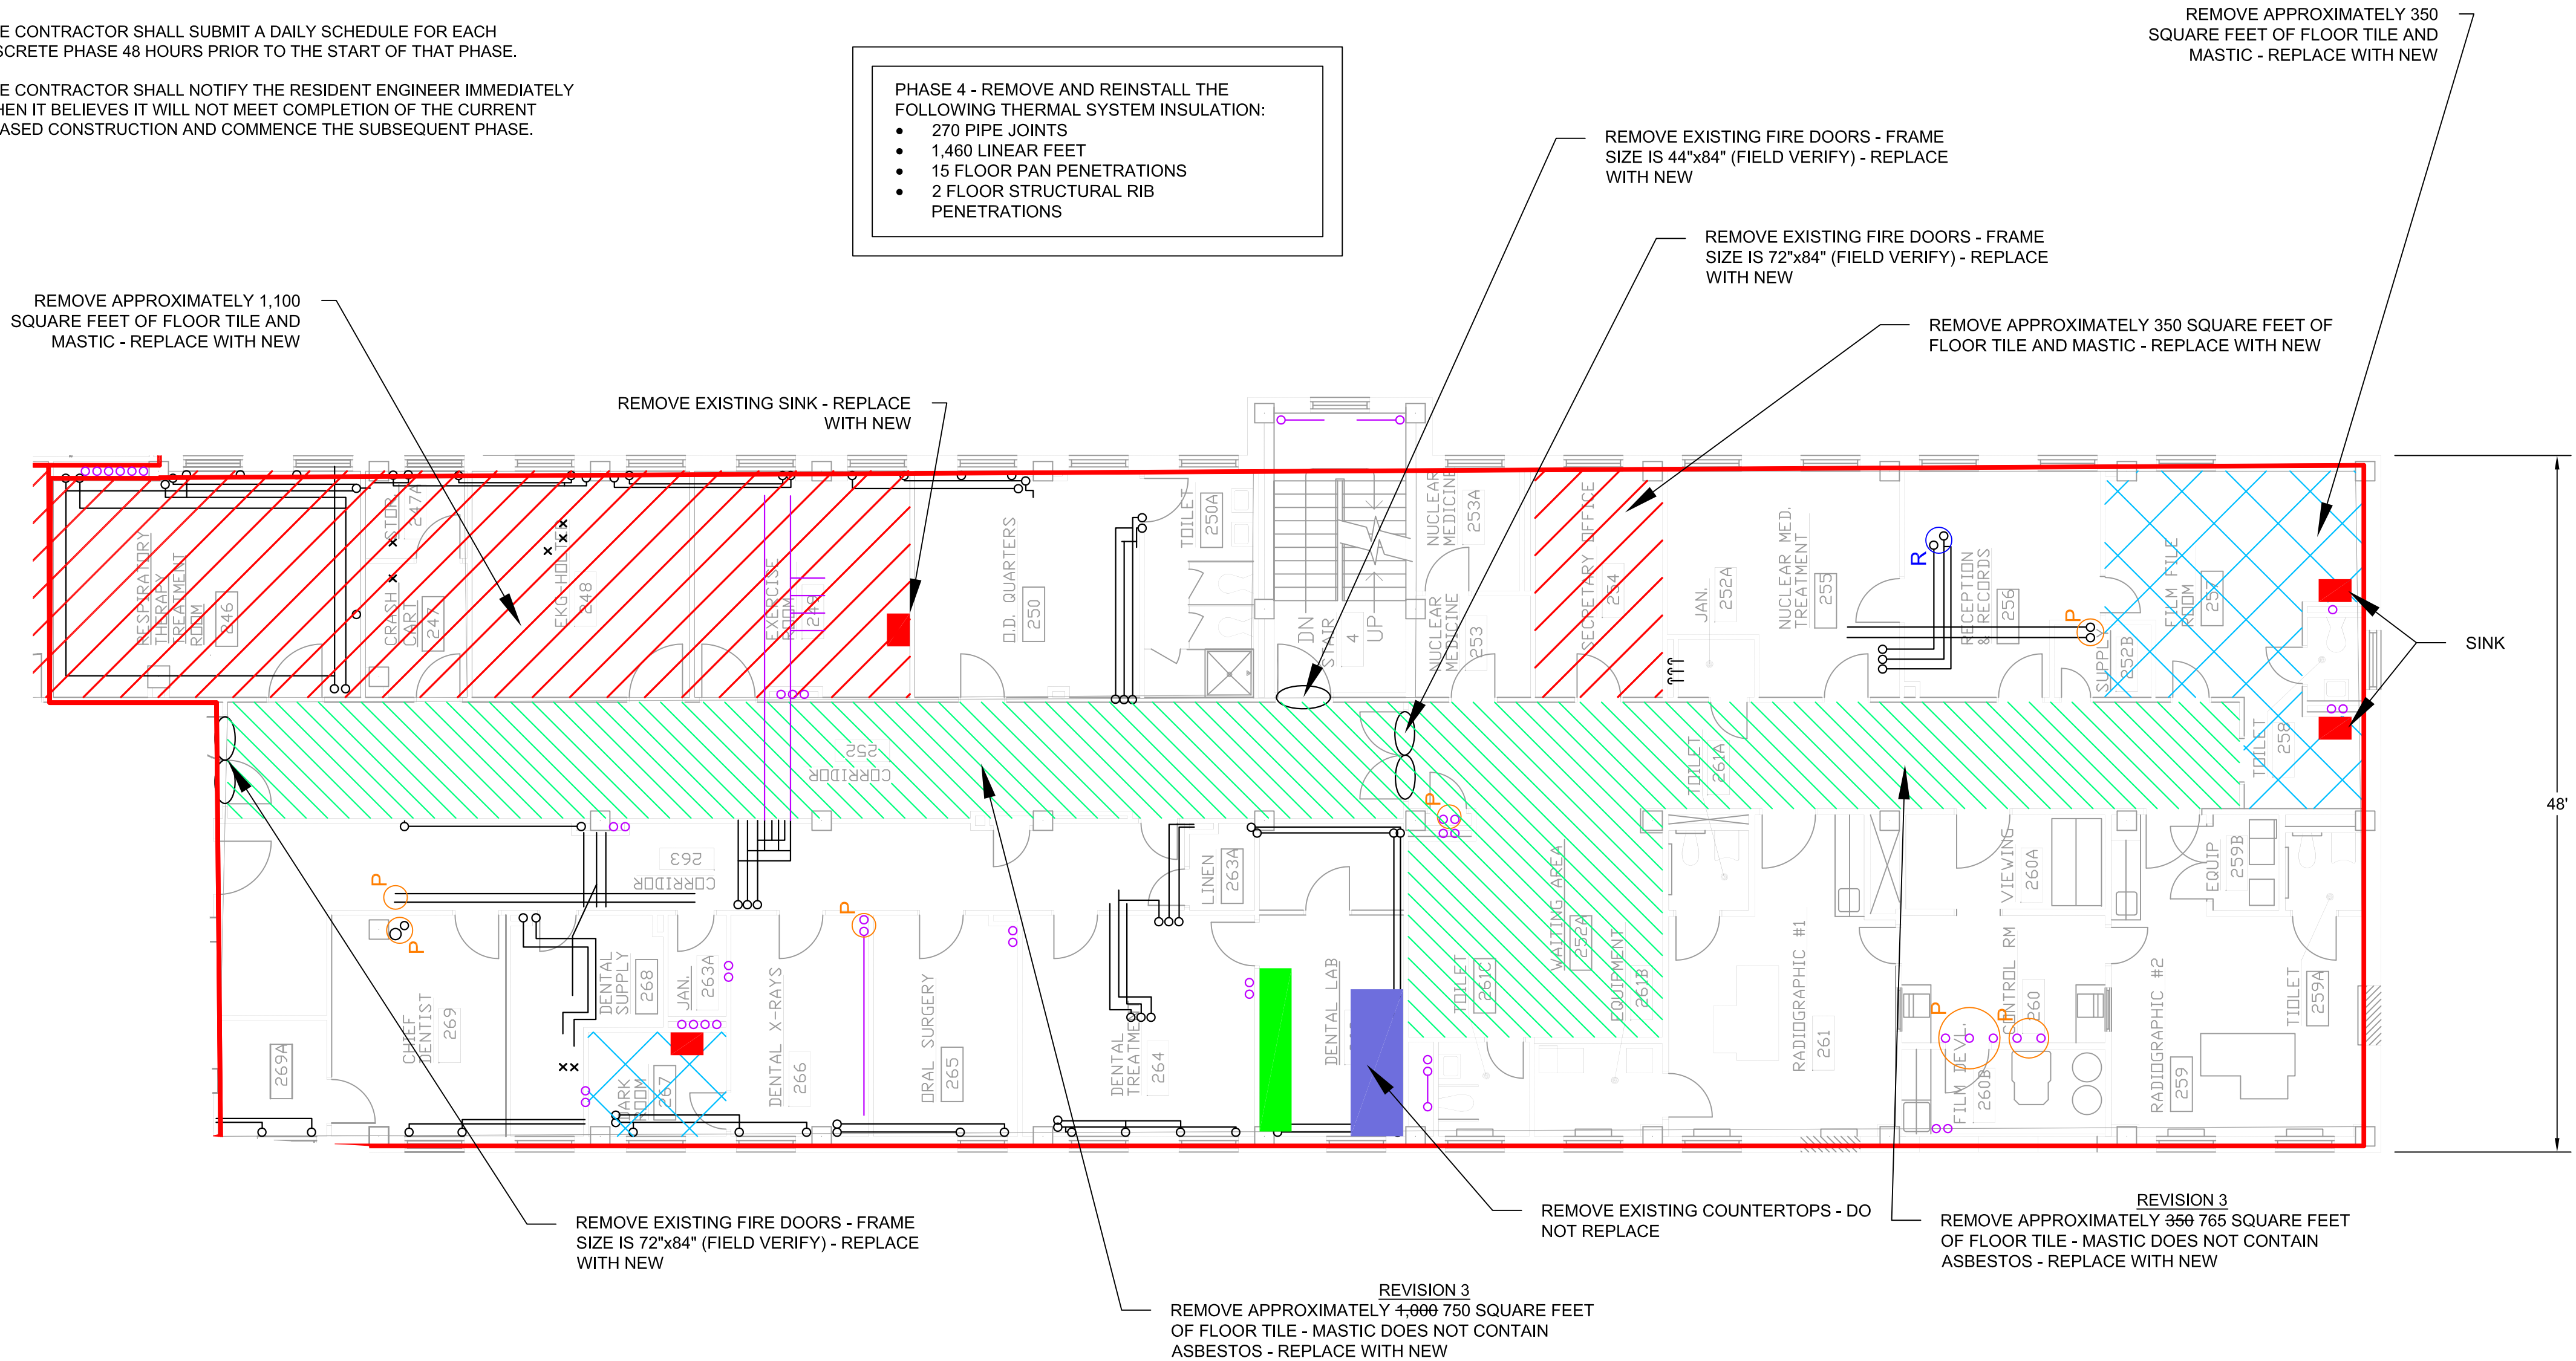 E CONTRACTOR SHALL SUBMIT A DAILY SCHEDULE FOR EACH
SCRETE PHASE 48 HOURS PRIOR TO THE START OF THAT PHASE.
E CONTRACTOR SHALL NOTIFY THE RESIDENT ENGINEER IMMEDIATELY
HEN IT BELIEVES IT WILL NOT MEET COMPLETION OF THE CURRENT
ASED CONSTRUCTION AND COMMENCE THE SUBSEQUENT PHASE.
PHASE 4 - REMOVE AND REINSTALL THE
FOLLOWING THERMAL SYSTEM INSULATION:
• 270 PIPE JOINTS
• 1,460 LINEAR FEET
• 15 FLOOR PAN PENETRATIONS
• 2 FLOOR STRUCTURAL RIB
PENETRATIONS
REMOVE APPROXIMATELY 350
SQUARE FEET OF FLOOR TILE AND
MASTIC - REPLACE WITH NEW
REMOVE EXISTING FIRE DOORS - FRAME
SIZE IS 44"x84" (FIELD VERIFY) - REPLACE
WITH NEW
REMOVE EXISTING FIRE DOORS - FRAME
SIZE IS 72"x84" (FIELD VERIFY) - REPLACE
WITH NEW
REMOVE APPROXIMATELY 1,100
SQUARE FEET OF FLOOR TILE AND
MASTIC - REPLACE WITH NEW
REMOVE APPROXIMATELY 350 SQUARE FEET OF
FLOOR TILE AND MASTIC - REPLACE WITH NEW
REMOVE EXISTING SINK - REPLACE
WITH NEW
RESPIRATORY
THERAPY
TREATMENT
ROOM
246
STOR.
247A
CRASH
CART
247
EKG-HOLTER
248
EXERCISE
ROOM
249
O.D. QUARTERS
250
TOILET
250A
DN
STAIR
4
UP
NUCLEAR
MEDICINE
253A
NUCLEAR
MEDICINE
253
SECRETARY OFFICE
254
JAN.
252A
NUCLEAR MED.
TREATMENT
255
R
RECEPTION
& RECORDS
256
P
SUPPLY
252B
FILM FILE
ROOM
257
SINK
TOILET
258
CORRIDOR
252
TOILET
261A
48'
P
CORRIDOR
263
P
P
P
LINEN
263A
269A
CHIEF
DENTIST
269
DENTAL
SUPPLY
268
JAN.
263A
DARK
ROOM
267
DENTAL X-RAYS
266
ORAL SURGERY
265
DENTAL
TREATMENT
264
DENTAL LAB
TOILET
261C
WAITING AREA
252A
EQUIPMENT
261B
RADIOGRAPHIC #1
261
VIEWING
260A
CONTROL RM
260
P
P
FILM DEVL.
260B
EQUIP
259B
RADIOGRAPHIC #2
259
TIOLET
259A
REMOVE EXISTING FIRE DOORS - FRAME
SIZE IS 72"x84" (FIELD VERIFY) - REPLACE
WITH NEW
REVISION 3
REMOVE APPROXIMATELY 1,000 750 SQUARE FEET
OF FLOOR TILE - MASTIC DOES NOT CONTAIN
ASBESTOS - REPLACE WITH NEW
REMOVE EXISTING COUNTERTOPS - DO
NOT REPLACE
REVISION 3
REMOVE APPROXIMATELY 350 765 SQUARE FEET
OF FLOOR TILE - MASTIC DOES NOT CONTAIN
ASBESTOS - REPLACE WITH NEW